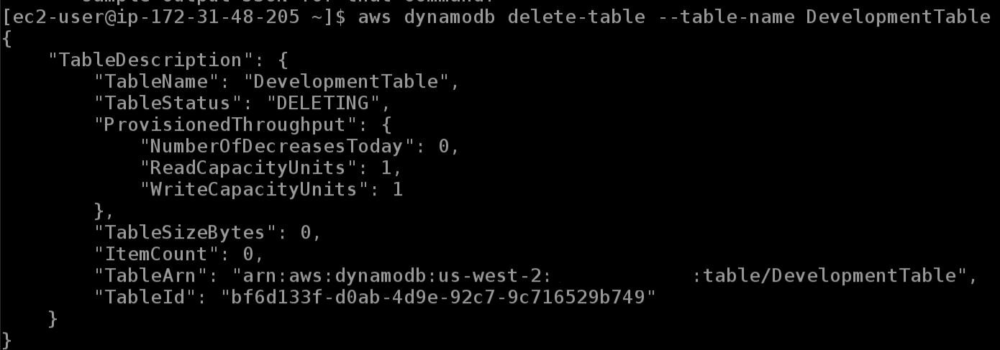 [ec2-user@ip-172-31-48-205 ~]$ aws dynamodb delete-table --table-name DevelopmentTable
{
    "TableDescription": {
        "TableName": "DevelopmentTable",
        "TableStatus": "DELETING",
        "ProvisionedThroughput": {
            "NumberOfDecreasesToday": 0,
            "ReadCapacityUnits": 1,
            "WriteCapacityUnits": 1
        },
        "TableSizeBytes": 0,
        "ItemCount": 0,
        "TableArn": "arn:aws:dynamodb:us-west-2:            :table/DevelopmentTable",
        "TableId": "bf6d133f-d0ab-4d9e-92c7-9c716529b749"
    }
}